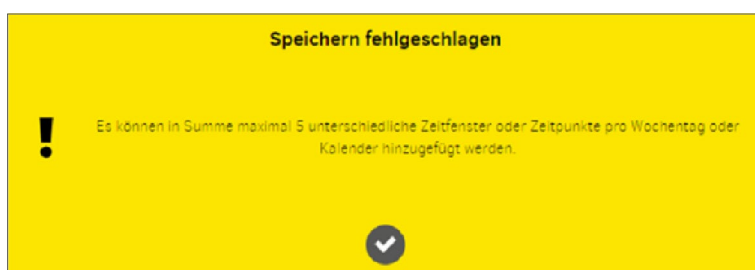 Speichern fehlgeschlagen
Es können in Summe maximal 5 unterschiedliche Zeitfenster oder Zeitpunkte pro Wochentag oder
Kalender hinzugefügt werden.